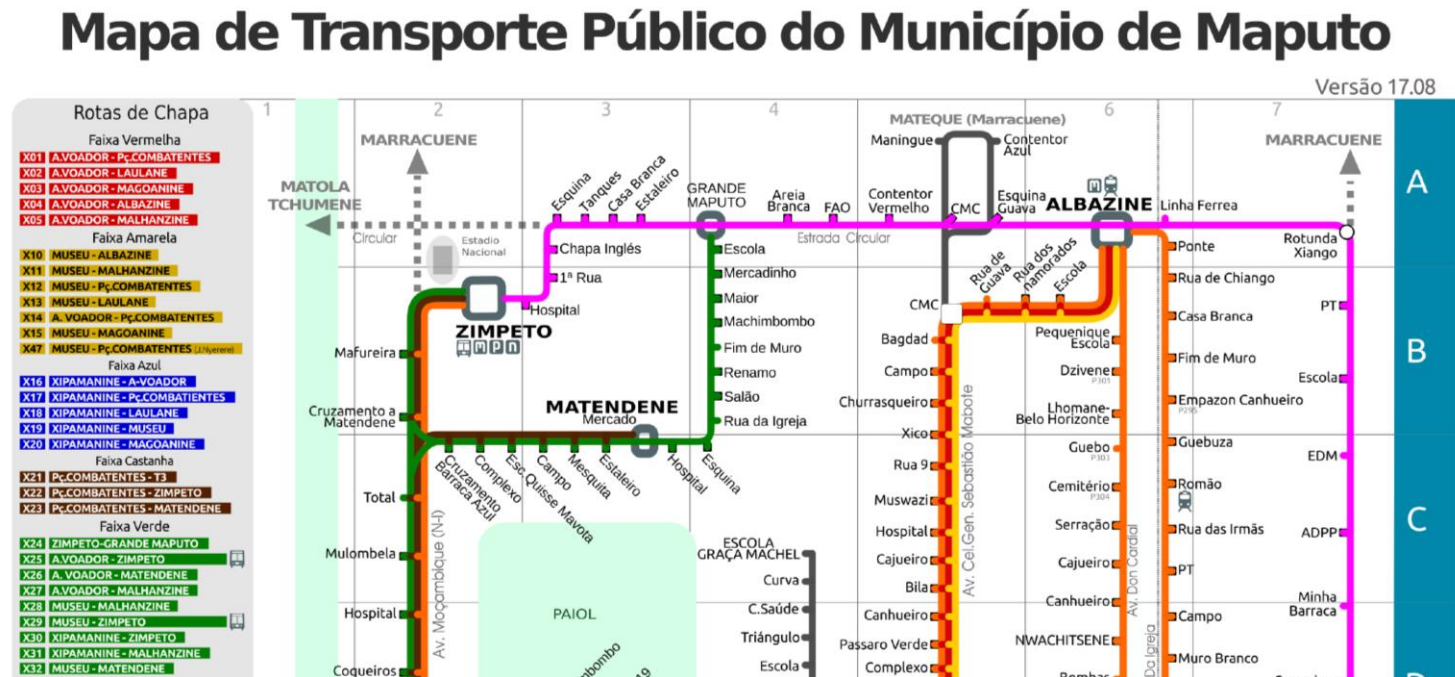 Mapa de Transporte Público do Município de Maputo
Versão 17.08
Rotas de Chapa
Faixa Vermelha
X01 A.VOADOR - Pç.COMBATENTES
X02 A.VOADOR - LAULANE
X03 A.VOADOR - MAGOANINE
X04 A.VOADOR - ALBAZINE
X05 A.VOADOR - MALHANZINE
Faixa Amarela
X10 MUSEU - ALBAZINE
X11 MUSEU - MALHANZINE
X12 MUSEU - Pç.COMBATENTES
X13 MUSEU - LAULANE
X14 A. VOADOR - Pç.COMBATENTES
X15 MUSEU - MAGOANINE
X47 MUSEU - Pç.COMBATENTES (J.Nyerere)
Faixa Azul
X16 XIPAMANINE - A-VOADOR
X17 XIPAMANINE - Pç.COMBATIENTES
X18 XIPAMANINE - LAULANE
X19 XIPAMANINE - MUSEU
X20 XIPAMANINE - MAGOANINE
Faixa Castanha
X21 Pç.COMBATENTES - T3
X22 Pç.COMBATENTES - ZIMPETO
X23 Pç.COMBATENTES - MATENDENE
Faixa Verde
X24 ZIMPETO-GRANDE MAPUTO
X25 A.VOADOR - ZIMPETO
X26 A. VOADOR - MATENDENE
X27 A.VOADOR - MALHANZINE
X28 MUSEU - MALHANZINE
X29 MUSEU - ZIMPETO
X30 XIPAMANINE - ZIMPETO
X31 XIPAMANINE - MALHANZINE
X32 MUSEU - MATENDENE
1
2
3
4
6
7
A
B
C
D
MATOLA
TCHUMENE
Circular
MARRACUENE
Estadio
Nacional
ZIMPETO
M P N
Mafureira
Cruzamento a
Matendene
Total
Mulombela
Hospital
Coqueiros
Av. Moçambique (N-I)
Esquina
Tanques
Casa Branca
Estaleiro
Chapa Inglés
1ª Rua
Hospital
GRANDE
MAPUTO
Escola
Mercadinho
Maior
Machimbombo
Fim de Muro
Renamo
Salão
Rua da Igreja
MATENDENE
Mercado
Cruzamento
Barraca Azul
Complexo
Esc.Quisse Mavota
Campo
Mesquita
Estaleiro
Hospital
Esquina
PAIOL
ESCOLA
GRAÇA MACHEL
Curva
C.Saúde
Triángulo
Escola
Areia
Branca
FAO
Estrada Circular
Contentor
Vermelho
CMC
Esquina
Guava
MATEQUE (Marracuene)
Maningue
Contentor
Azul
ALBAZINE
M
Linha Ferrea
CMC
Rua de
Guava
Rua dos
namorados
Escola
Bagdad
Campo
Churrasqueiro
Xico
Rua 9
Muswazi
Hospital
Cajueiro
Bila
Canhueiro
Passaro Verde
Complexo
Av. Cel.Gen. Sebastião Mabote
Pequenique
Escola
Dzivene
P301
Lhomane-
Belo Horizonte
Guebo
P303
Cemitério
P304
Serração
Cajueiro
Canhueiro
NWACHITSENE
Av. Don Cardial
Ponte
Rua de Chiango
Casa Branca
Fim de Muro
Empazon Canhueiro
P295
Guebuza
Romão
Rua das Irmãs
PT
Campo
Muro Branco
Da Igreja
MARRACUENE
Rotunda
Xiango
PT
Escola
EDM
ADPP
Minha
Barraca